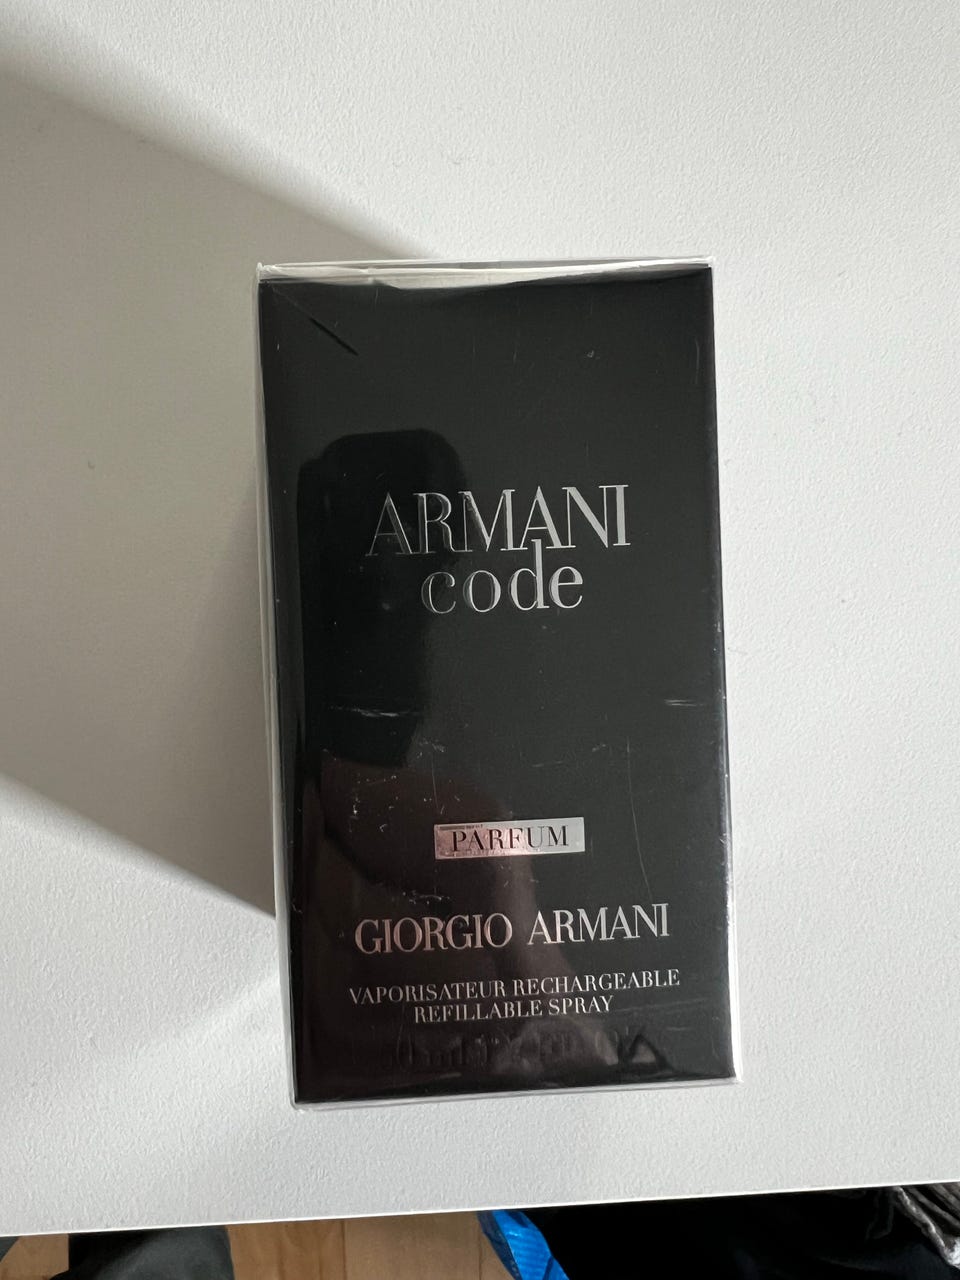 ARMANI
code
PARFUM
GIORGIO ARMANI
VAPORISATEUR RECHARGEABLE
REFILLABLE SPRAY